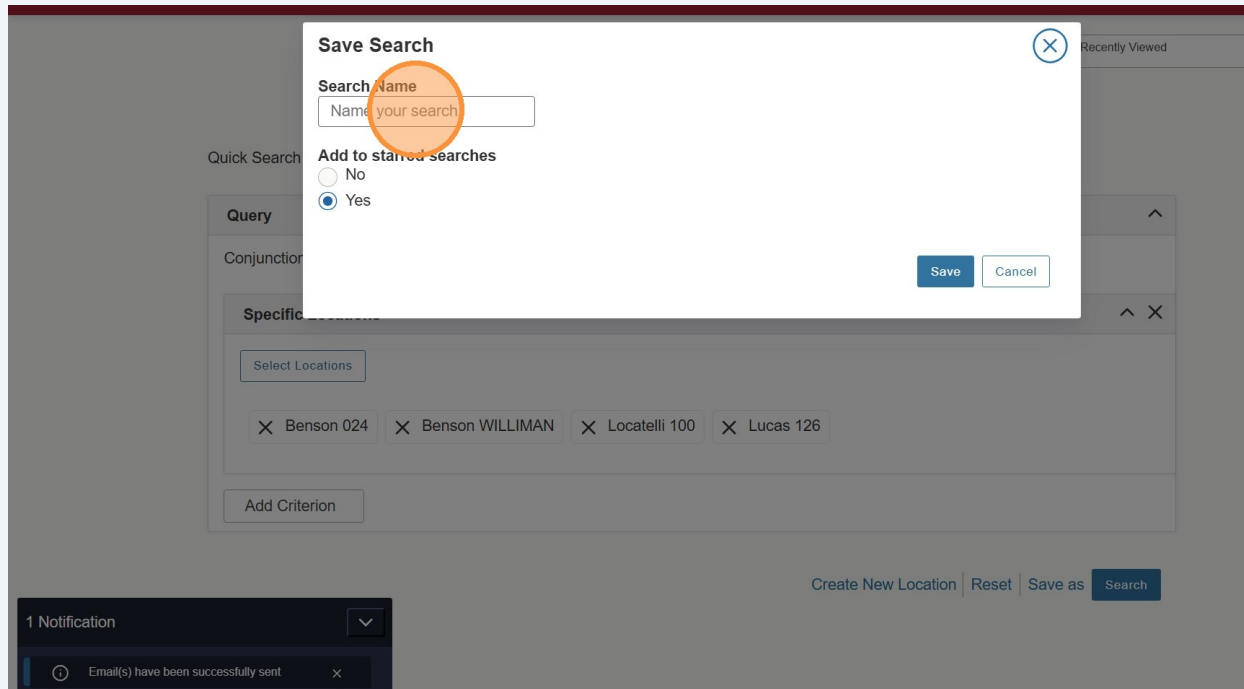 Save Search
Recently Viewed
Search Name
Name your search
Quick Search
Add to starred searches
No
Yes
Query
Conjunction
Save
Cancel
Specific Locations
Select Locations
Benson 024
Benson WILLIMAN
Locatelli 100
Lucas 126
Add Criterion
Create New Location
Reset
Save as
Search
1 Notification
Email(s) have been successfully sent